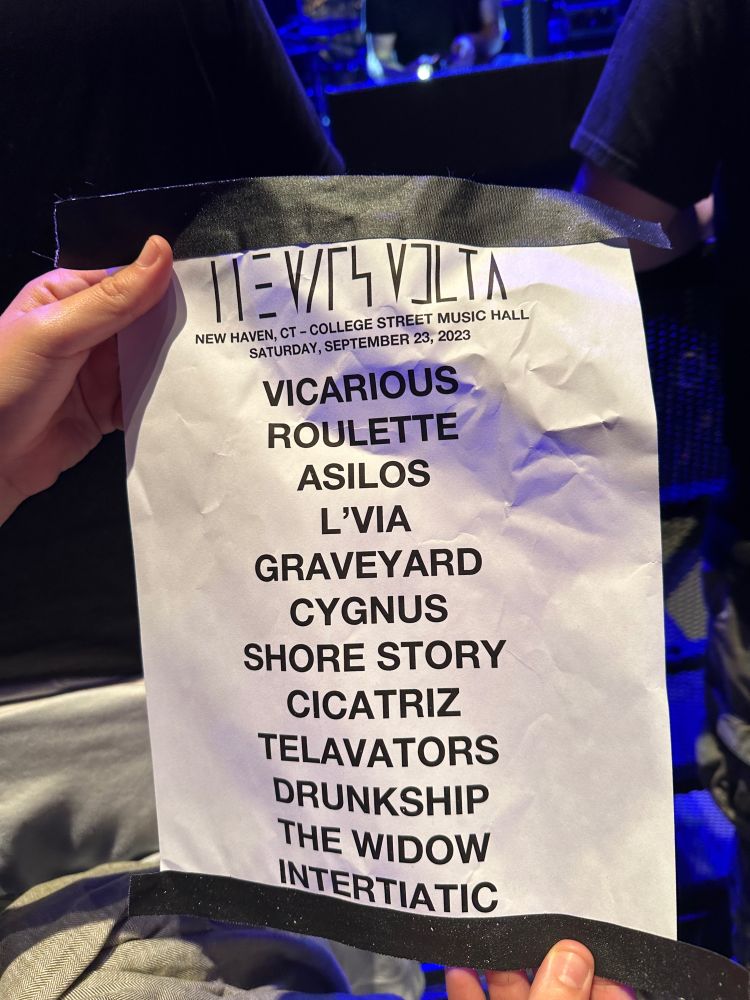 THE MARS VOLTA
NEW HAVEN, CT – COLLEGE STREET MUSIC HALL
SATURDAY, SEPTEMBER 23, 2023
VICARIOUS
ROULETTE
ASILOS
L'VIA
GRAVEYARD
CYGNUS
SHORE STORY
CICATRIZ
TELAVATORS
DRUNKSHIP
THE WIDOW
INTERTIATIC